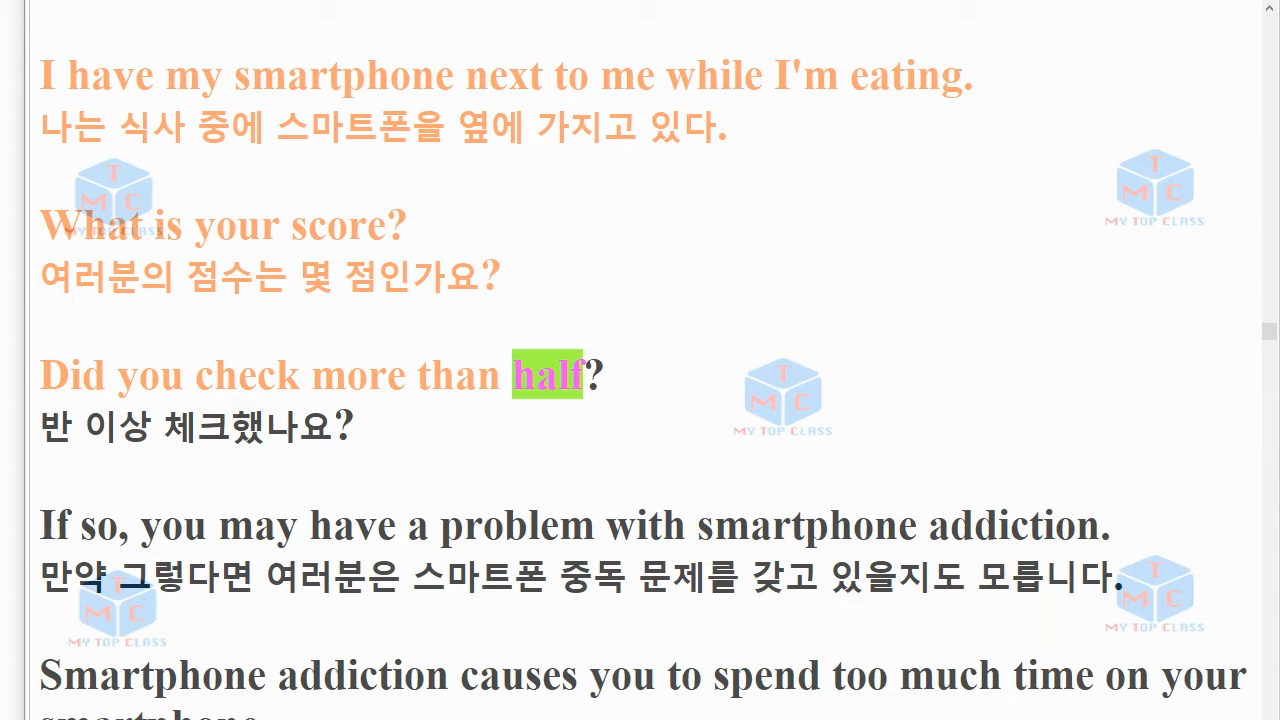 I have my smartphone next to me while I'm eating.
나는 식사 중에 스마트폰을 옆에 가지고 있다.
T
M C
MY TOP CLASS
T
M C
MY TOP CLASS
What is your score?
여러분의 점수는 몇 점인가요?
Did you check more than half?
반 이상 체크했나요?
T
M C
MY TOP CLASS
If so, you may have a problem with smartphone addiction.
만약 그렇다면 여러분은 스마트폰 중독 문제를 갖고 있을지도 모릅니다.
T
M C
MY TOP CLASS
T
M C
MY TOP CLASS
Smartphone addiction causes you to spend too much time on your
smartphone